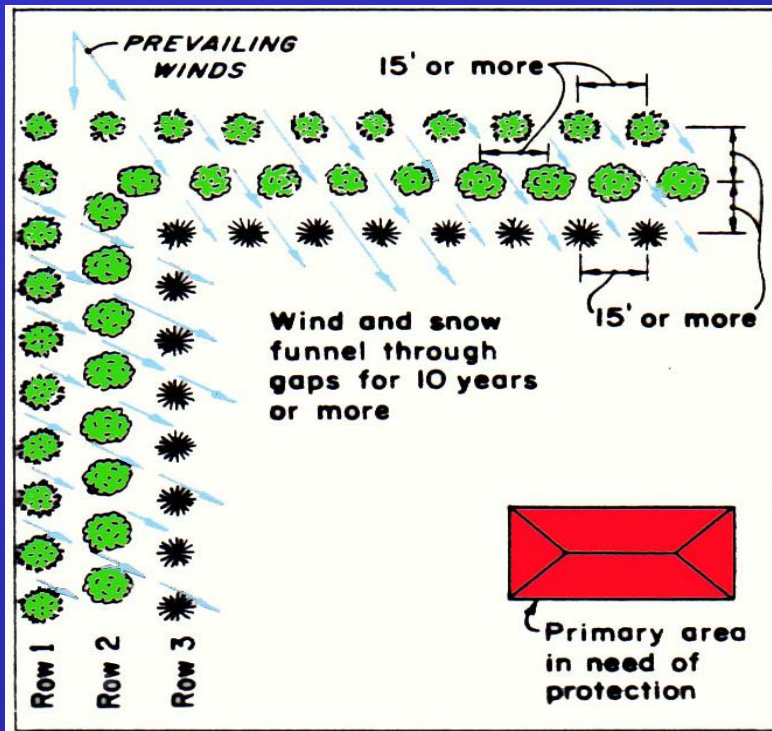 PREVAILING
WINDS
15' or more
15' or more
Wind and snow
funnel through
gaps for 10 years
or more
Primary area
in need of
protection
Row 1
Row 2
Row 3